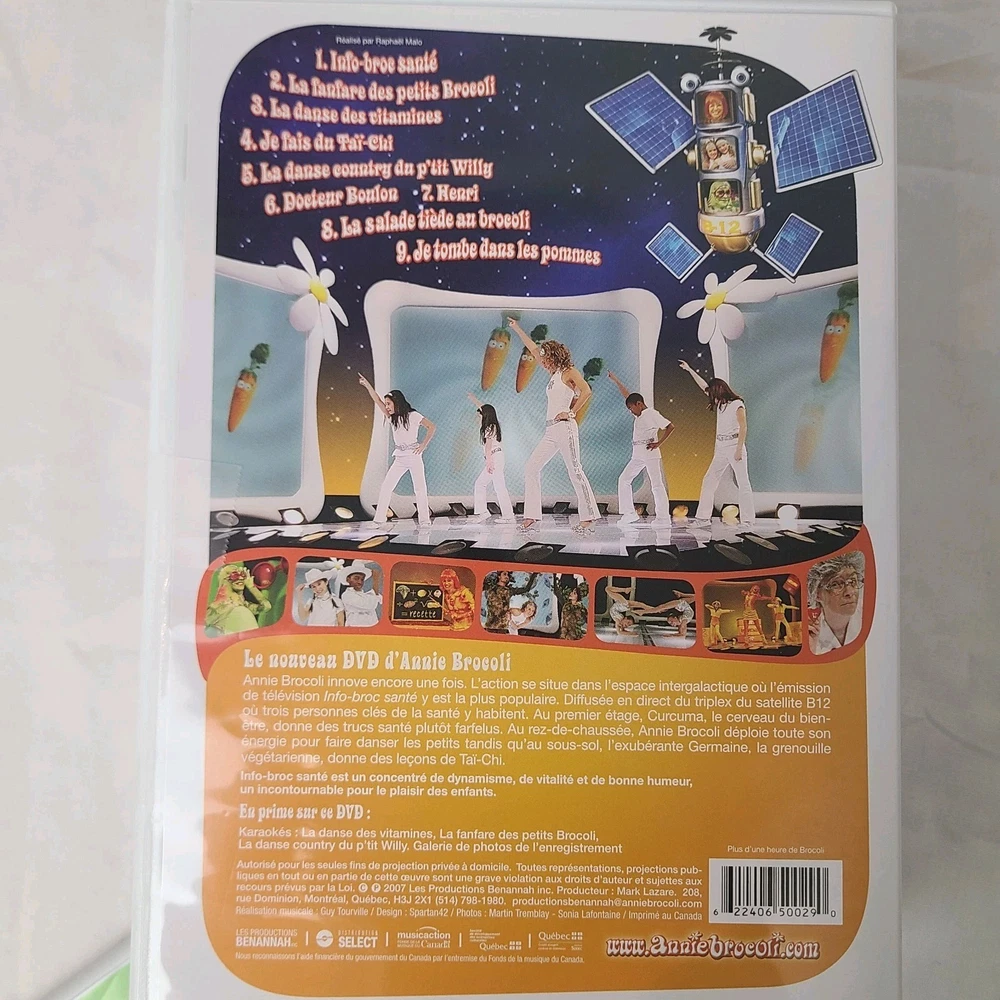 Réalisé par Raphaël Malo
1. Info-broc santé
2. La fanfare des petits Brocoli
3. La danse des vitamines
4. Je fais du Taï-Chi
5. La danse country du p'tit Willy
6. Docteur Boulon • 7. Henri
8. La salade tiède au brocoli
9. Je tombe dans les pommes
B-12
= recette
Le nouveau DVD d'Annie Brocoli
Annie Brocoli innove encore une fois. L'action se situe dans l'espace intergalactique où l'émission
de télévision Info-broc santé y est la plus populaire. Diffusée en direct du triplex du satellite B12
où trois personnes clés de la santé y habitent. Au premier étage, Curcuma, le cerveau du bien-
être, donne des trucs santé plutôt farfelus. Au rez-de-chaussée, Annie Brocoli déploie toute son
énergie pour faire danser les petits tandis qu'au sous-sol, l'exubérante Germaine, la grenouille
végétarienne, donne des leçons de Taï-Chi.
Info-broc santé est un concentré de dynamisme, de vitalité et de bonne humeur,
un incontournable pour le plaisir des enfants.
En prime sur ce DVD :
Karaokés : La danse des vitamines, La fanfare des petits Brocoli,
La danse country du p'tit Willy. Galerie de photos de l'enregistrement
Plus d'une heure de Brocoli
Autorisé pour les seules fins de projection privée à domicile. Toutes représentations, projections pub-
liques en tout ou en partie de cette œuvre sont une grave violation aux droits d'auteur et sujettes aux
recours prévus par la Loi. © ℗ 2007 Les Productions Benannah inc. Producteur : Mark Lazare. 208,
rue Dominion, Montréal, Québec, H3J 2X1 (514) 798-1980. productionsbenannah@anniebrocoli.com
Réalisation musicale : Guy Tourville / Design : Spartan42 / Photos : Martin Tremblay - Sonia Lafontaine / Imprimé au Canada
6 22406 50029 0
LES PRODUCTIONS
BENANNAH INC.
DISTRIBUTION
SELECT
musicaction
Canada
Québec
Québec
www.anniebrocoli.com
Nous reconnaissons l'aide financière du gouvernement du Canada par l'entremise du Fonds de la musique du Canada.